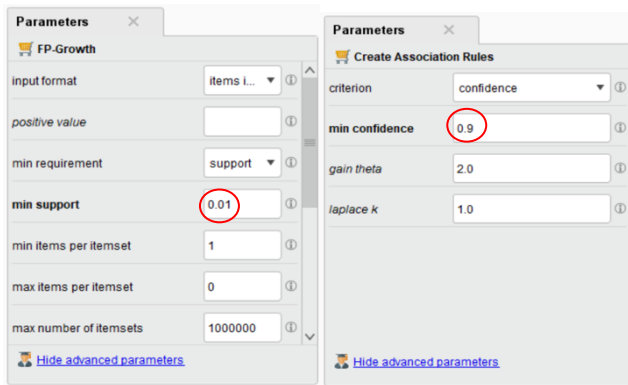 Parameters ×
FP-Growth
input format items i...
positive value
min requirement support
min support 0.01
min items per itemset 1
max items per itemset 0
max number of itemsets 1000000
Hide advanced parameters
Parameters ×
Create Association Rules
criterion confidence
min confidence 0.9
gain theta 2.0
laplace k 1.0
Hide advanced parameters